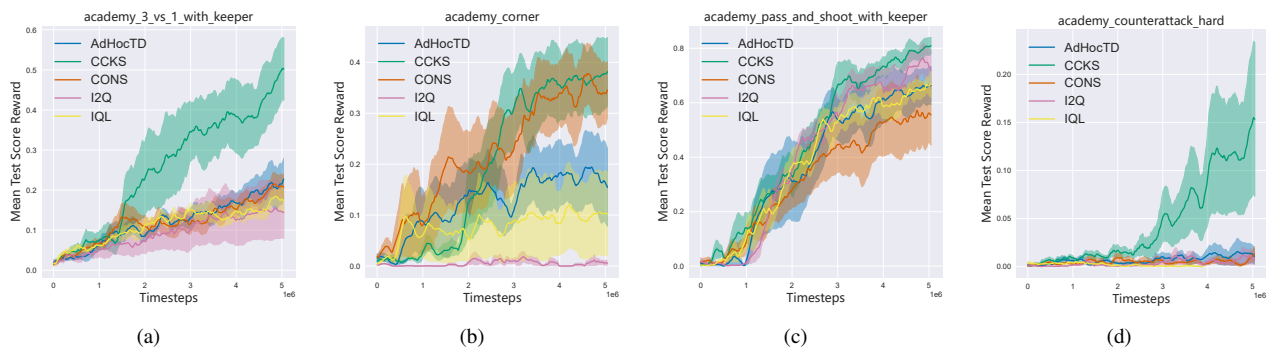 academy_3_vs_1_with_keeper
Mean Test Score Reward
0.6
0.5
0.4
0.3
0.2
0.1
0.0
AdHocTD
CCKS
CONS
I2Q
IQL
0 1 2 3 4 5
1e6
Timesteps
(a)
academy_corner
Mean Test Score Reward
0.4
0.3
0.2
0.1
0.0
AdHocTD
CCKS
CONS
I2Q
IQL
0 1 2 3 4 5
1e6
Timesteps
(b)
academy_pass_and_shoot_with_keeper
Mean Test Score Reward
0.8
0.6
0.4
0.2
0.0
AdHocTD
CCKS
CONS
I2Q
IQL
0 1 2 3 4 5
1e6
Timesteps
(c)
academy_counterattack_hard
Mean Test Score Reward
0.20
0.15
0.10
0.05
0.00
AdHocTD
CCKS
CONS
I2Q
IQL
0 1 2 3 4 5
1e6
Timesteps
(d)